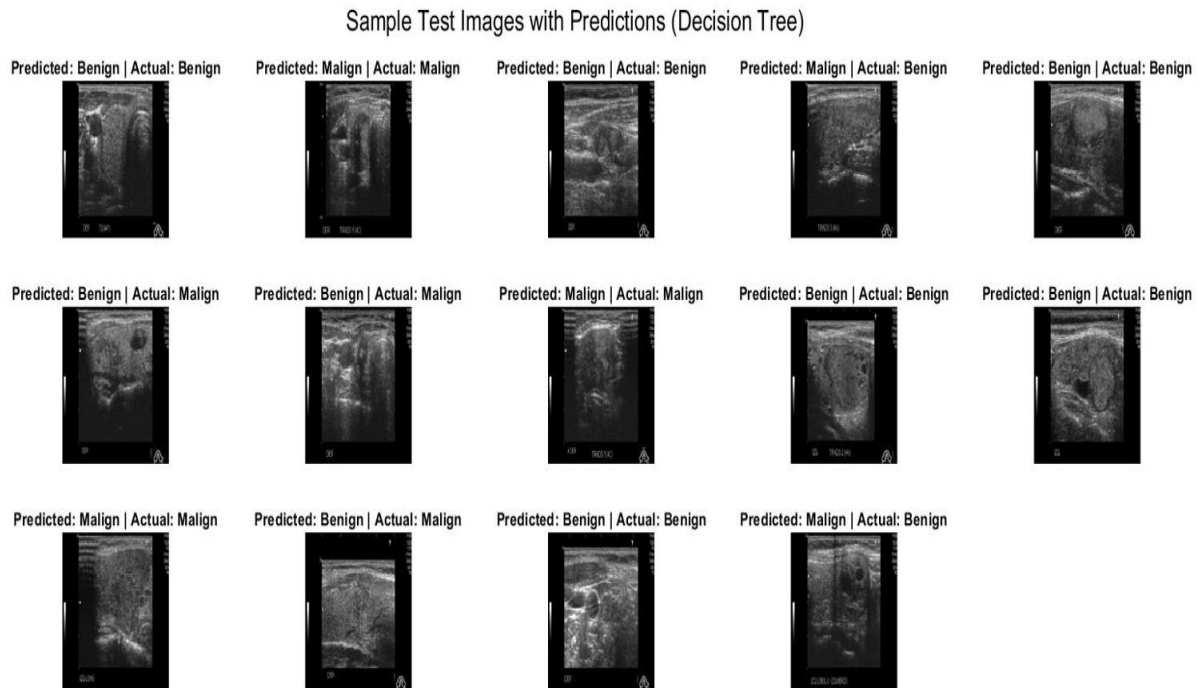 Sample Test Images with Predictions (Decision Tree)
Predicted: Benign | Actual: Benign
Predicted: Malign | Actual: Malign
Predicted: Benign | Actual: Benign
Predicted: Malign | Actual: Benign
Predicted: Benign | Actual: Benign
Predicted: Benign | Actual: Malign
Predicted: Benign | Actual: Malign
Predicted: Malign | Actual: Malign
Predicted: Benign | Actual: Benign
Predicted: Benign | Actual: Benign
Predicted: Malign | Actual: Malign
Predicted: Benign | Actual: Malign
Predicted: Benign | Actual: Benign
Predicted: Malign | Actual: Benign